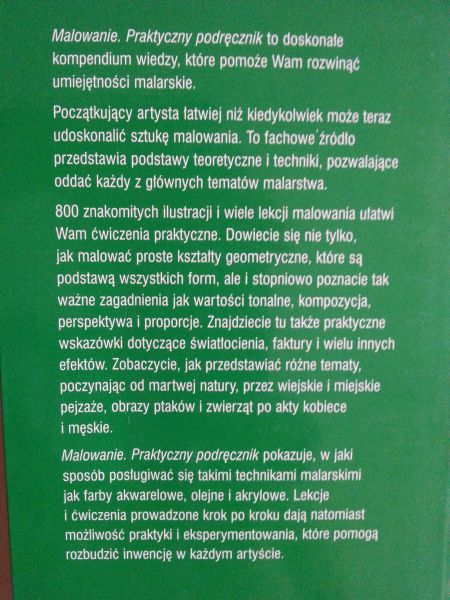 Malowanie. Praktyczny podręcznik to doskonałe
kompendium wiedzy, które pomoże Wam rozwinąć
umiejętności malarskie.
Początkujący artysta łatwiej niż kiedykolwiek może teraz
udoskonalić sztukę malowania. To fachowe źródło
przedstawia podstawy teoretyczne i techniki, pozwalające
oddać każdy z głównych tematów malarstwa.
800 znakomitych ilustracji i wiele lekcji malowania ułatwi
Wam ćwiczenia praktyczne. Dowiecie się nie tylko,
jak malować proste kształty geometryczne, które są
podstawą wszystkich form, ale i stopniowo poznacie tak
ważne zagadnienia jak wartości tonalne, kompozycja,
perspektywa i proporcje. Znajdziecie tu także praktyczne
wskazówki dotyczące światłocienia, faktury i wielu innych
efektów. Zobaczycie, jak przedstawiać różne tematy,
poczynając od martwej natury, przez wiejskie i miejskie
pejzaże, obrazy ptaków i zwierząt po akty kobiece
i męskie.
Malowanie. Praktyczny podręcznik pokazuje, w jaki
sposób posługiwać się takimi technikami malarskimi
jak farby akwarelowe, olejne i akrylowe. Lekcje
i ćwiczenia prowadzone krok po kroku dają natomiast
możliwość praktyki i eksperymentowania, które pomogą
rozbudzić inwencję w każdym artyście.